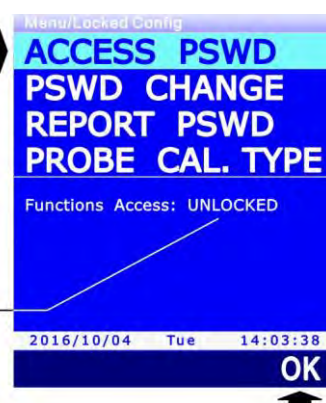 Menu/Locked Config
ACCESS PSWD
PSWD CHANGE
REPORT PSWD
PROBE CAL. TYPE
Functions Access: UNLOCKED
2016/10/04 Tue 14:03:38
OK